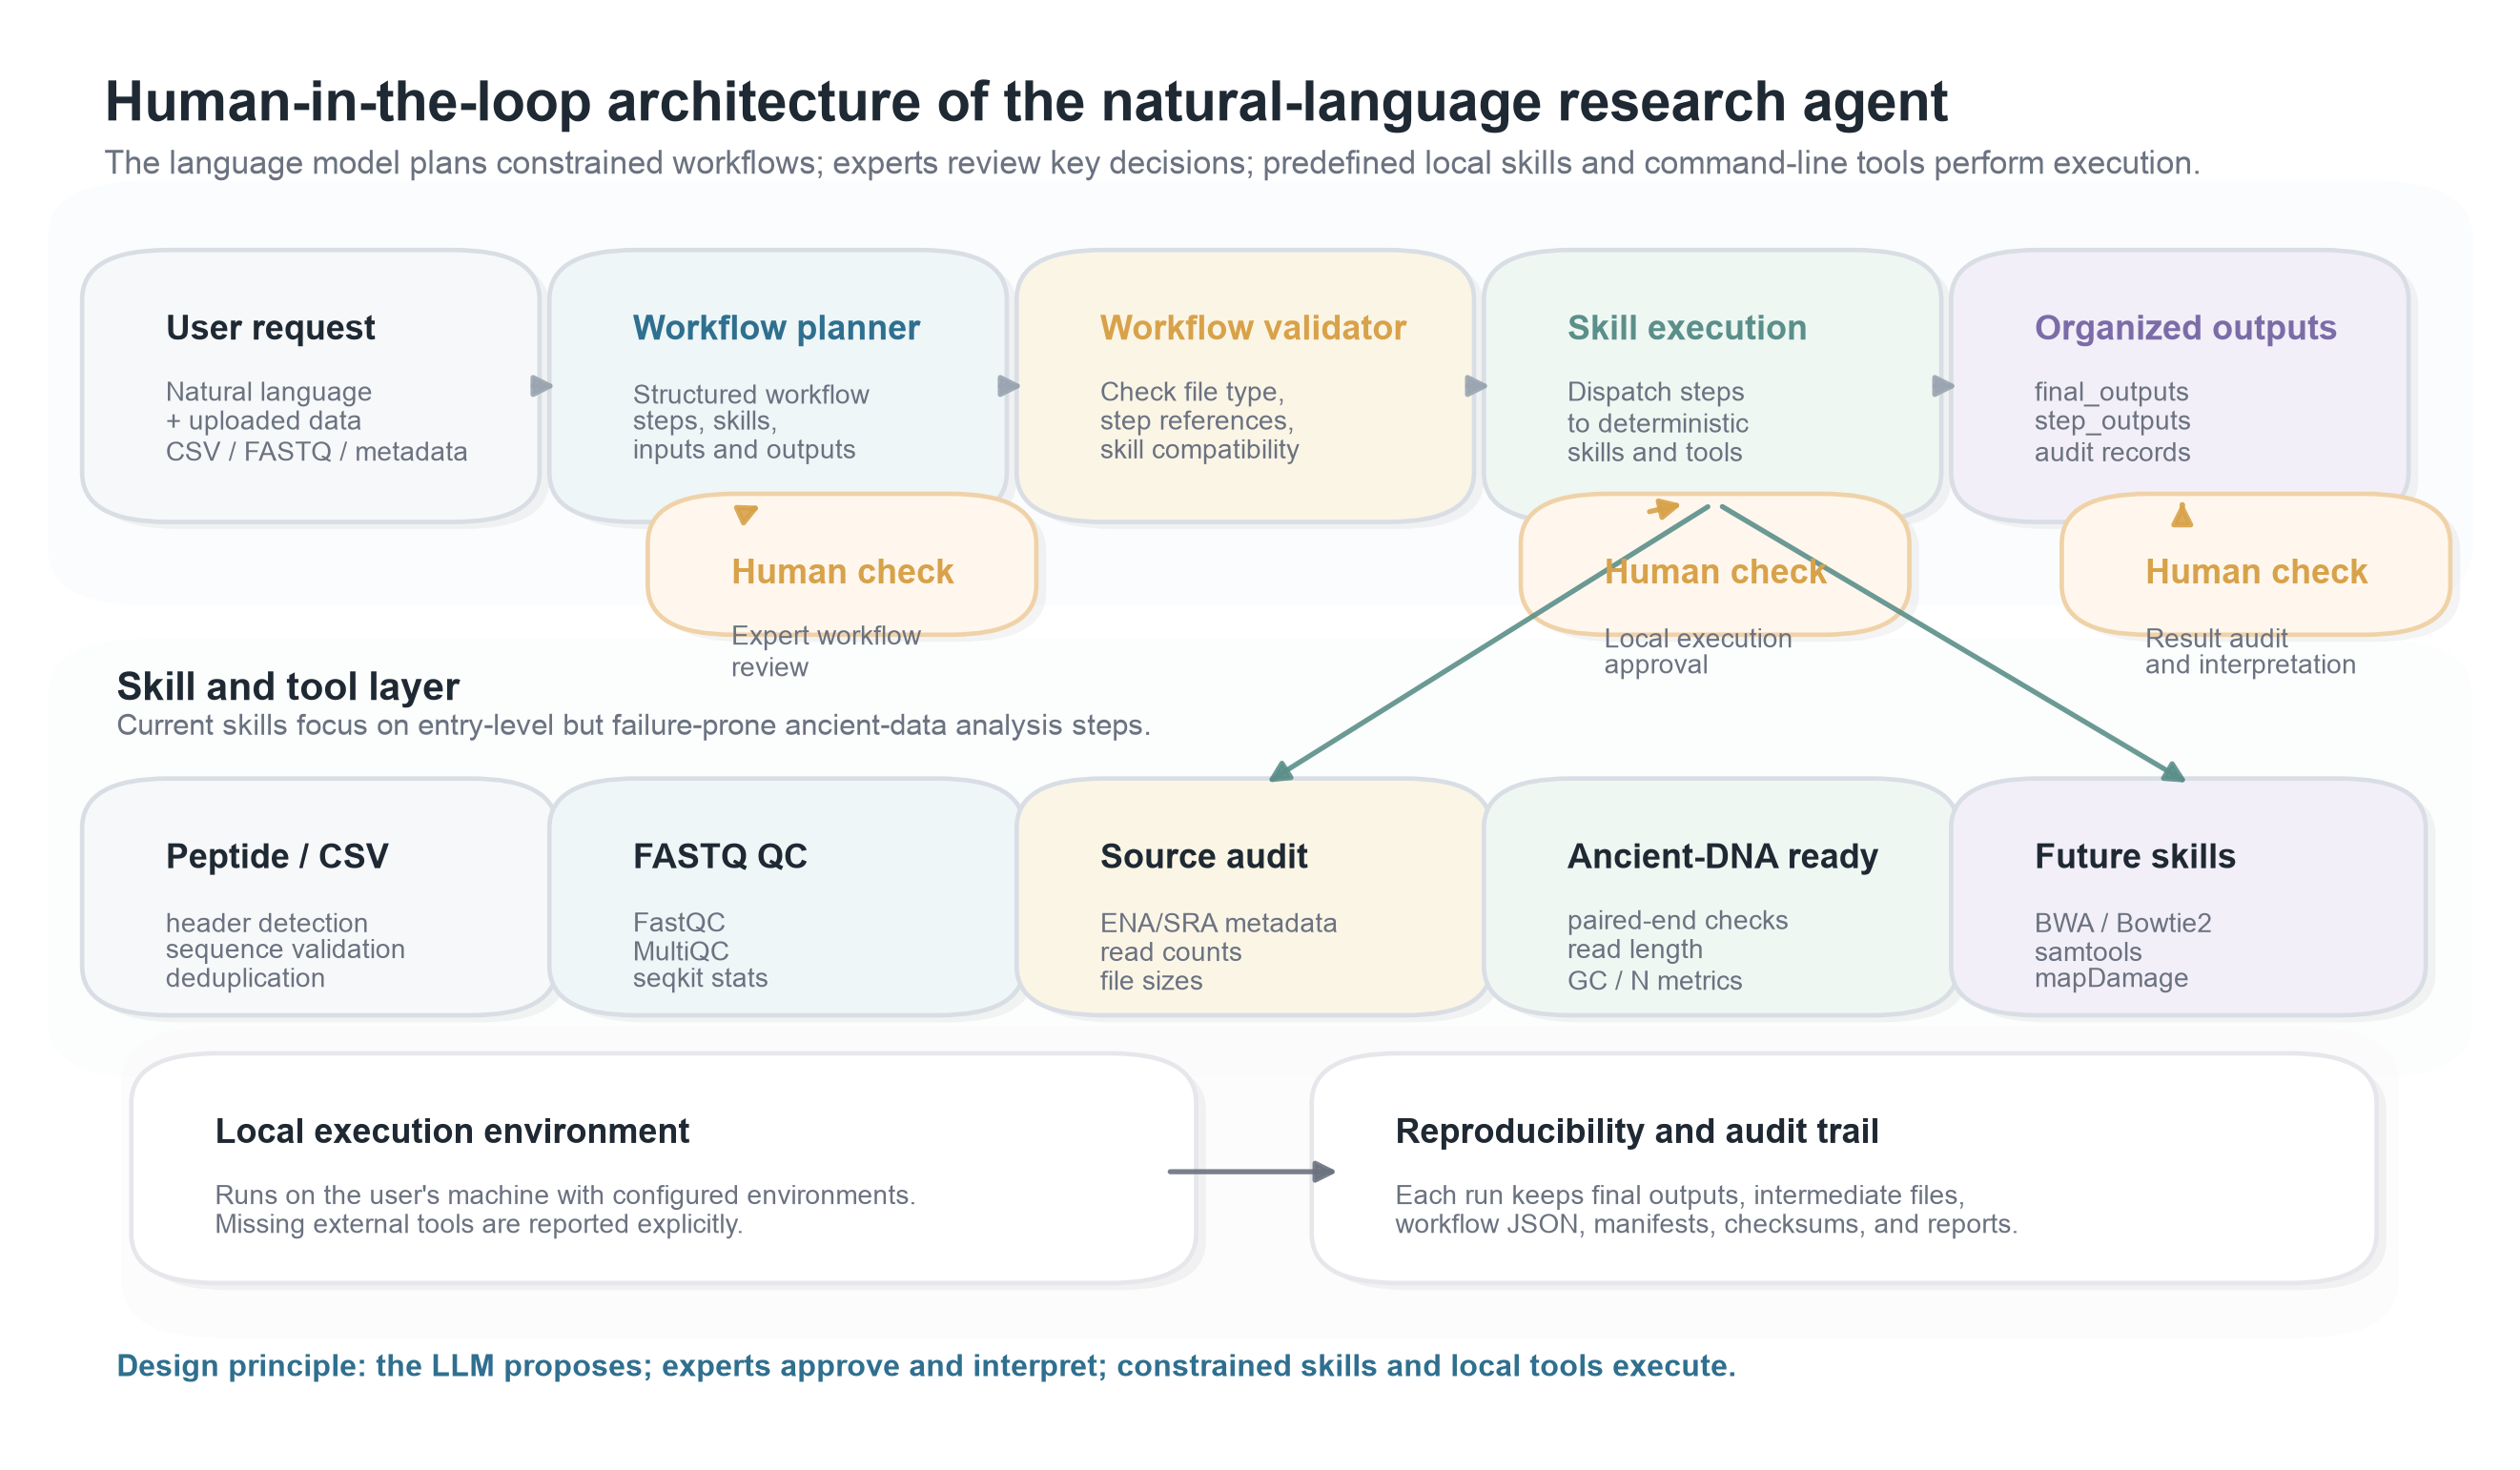 Human-in-the-loop architecture of the natural-language research agent
The language model plans constrained workflows; experts review key decisions; predefined local skills and command-line tools perform execution.
User request
Natural language
+ uploaded data
CSV / FASTQ / metadata
Workflow planner
Structured workflow
steps, skills,
inputs and outputs
Workflow validator
Check file type,
step references,
skill compatibility
Skill execution
Dispatch steps
to deterministic
skills and tools
Organized outputs
final_outputs
step_outputs
audit records
Human check
Expert workflow
review
Human check
Local execution
approval
Human check
Result audit
and interpretation
Skill and tool layer
Current skills focus on entry-level but failure-prone ancient-data analysis steps.
Peptide / CSV
header detection
sequence validation
deduplication
FASTQ QC
FastQC
MultiQC
seqkit stats
Source audit
ENA/SRA metadata
read counts
file sizes
Ancient-DNA ready
paired-end checks
read length
GC / N metrics
Future skills
BWA / Bowtie2
samtools
mapDamage
Local execution environment
Runs on the user's machine with configured environments.
Missing external tools are reported explicitly.
Reproducibility and audit trail
Each run keeps final outputs, intermediate files,
workflow JSON, manifests, checksums, and reports.
Design principle: the LLM proposes; experts approve and interpret; constrained skills and local tools execute.